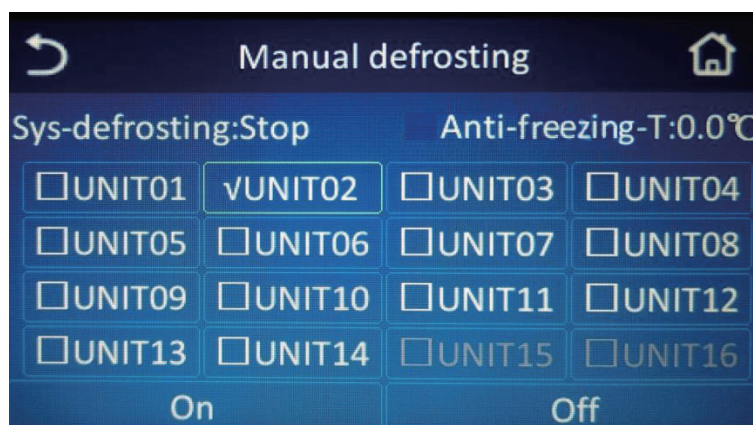 Manual defrosting
Sys-defrosting:Stop Anti-freezing-T:0.0℃
□UNIT01 √UNIT02 □UNIT03 □UNIT04
□UNIT05 □UNIT06 □UNIT07 □UNIT08
□UNIT09 □UNIT10 □UNIT11 □UNIT12
□UNIT13 □UNIT14 □UNIT15 □UNIT16
On Off